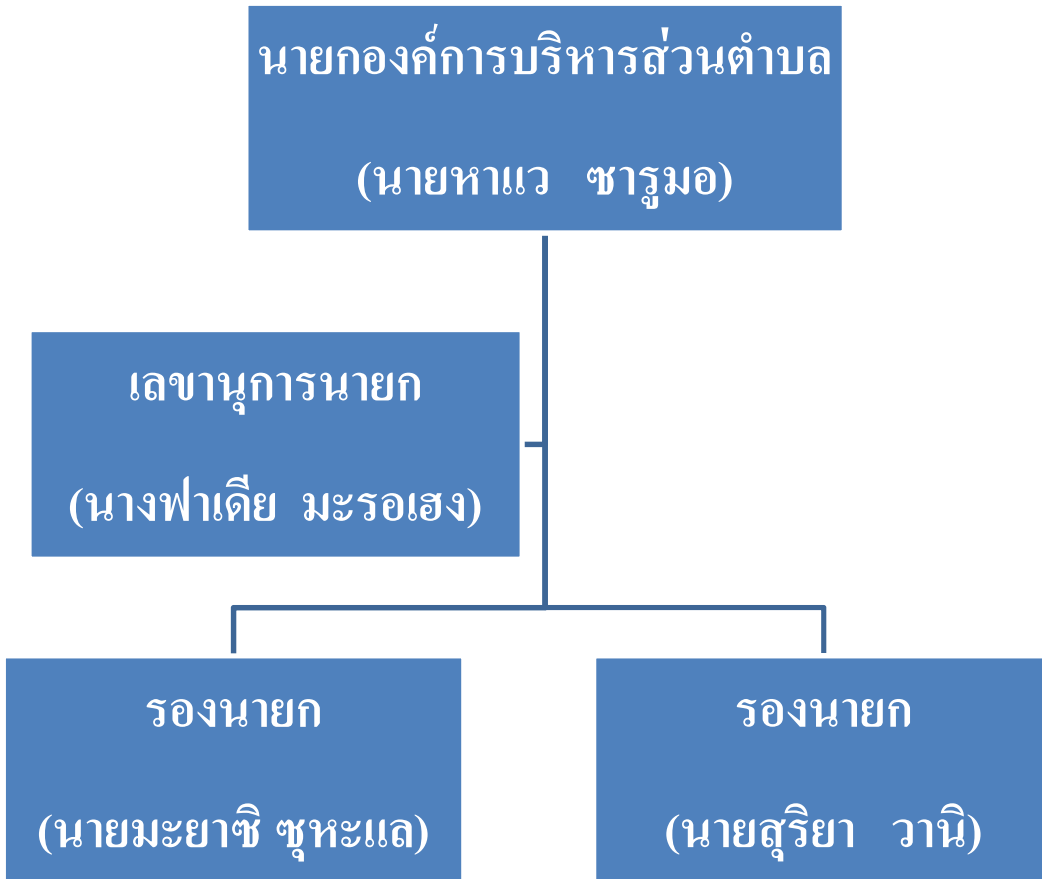 นายกองค์การบริหารส่วนตำบล
(นายหาแว ซารูมอ)
เลขานุการนายก
(นางฟาเดีย มะรอเฮง)
รองนายก
(นายมะยาซิ ซุหะแล)
รองนายก
(นายสุริยา วานิ)